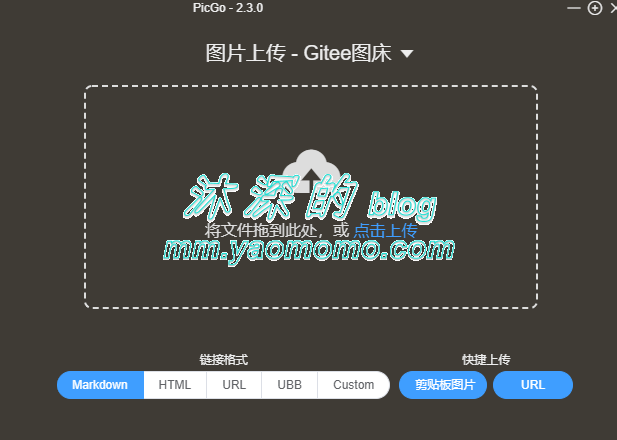 PicGo - 2.3.0
图片上传 - Gitee图床
沐深的 blog
将文件拖到此处，或 点击上传
mm.yaomomo.com
链接格式
快捷上传
Markdown HTML URL UBB Custom 剪贴板图片 URL